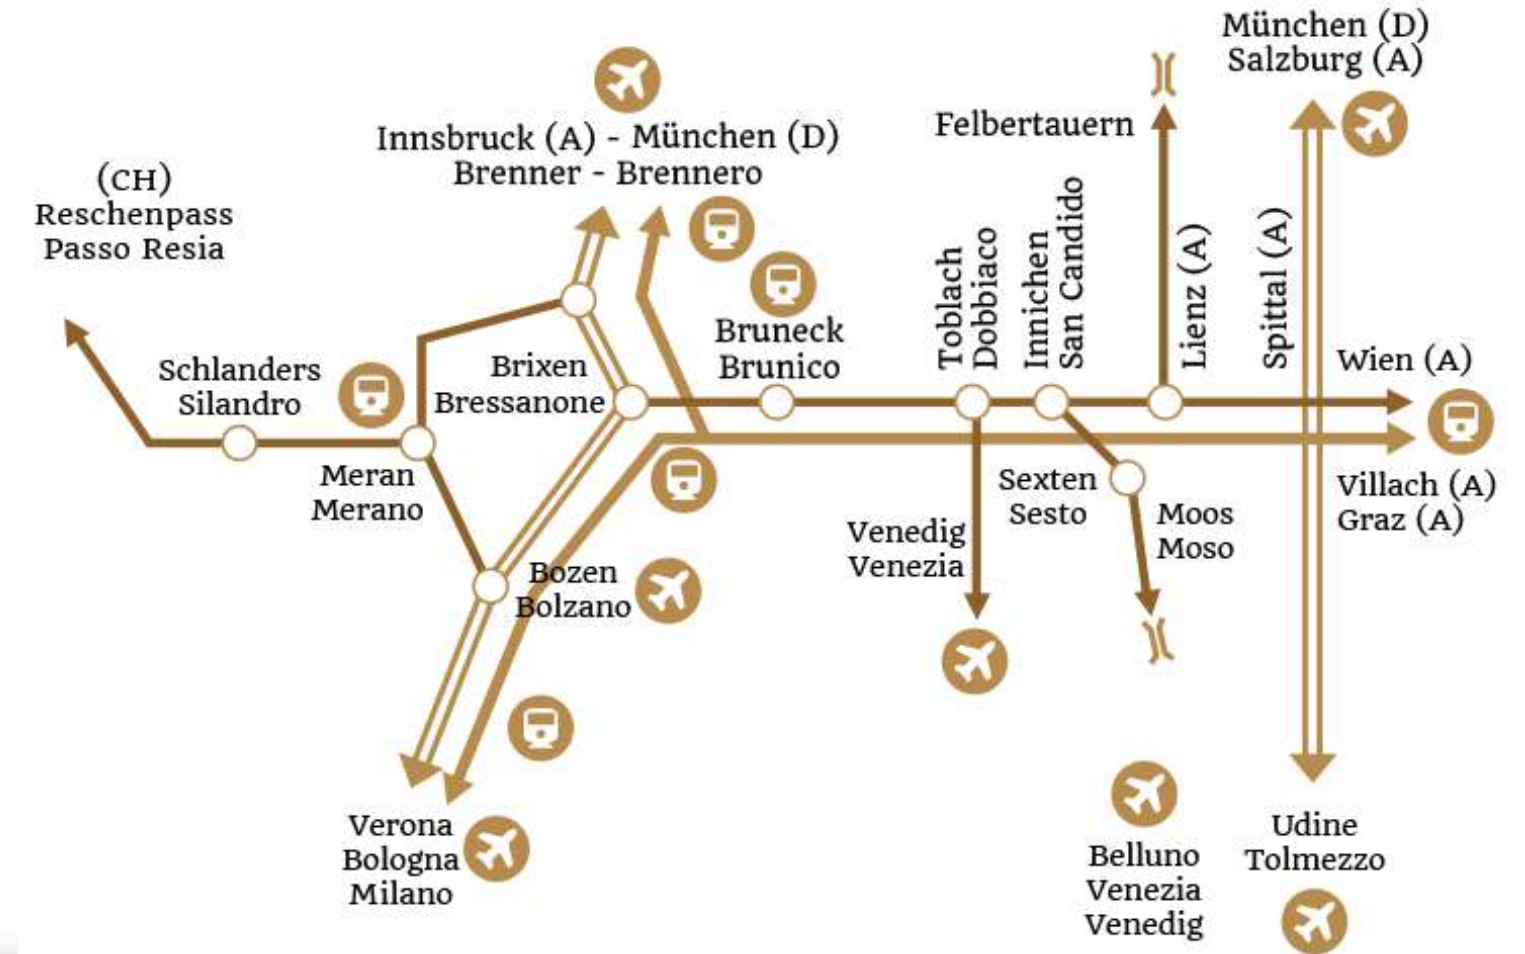 München (D)
Salzburg (A)
Innsbruck (A) - München (D)
Brenner - Brennero
Felbertauern
(CH)
Reschenpass
Passo Resia
Toblach
Dobbiaco
Innichen
San Candido
Lienz (A)
Spittal (A)
Bruneck
Brunico
Wien (A)
Schlanders
Silandro
Brixen
Bressanone
Meran
Merano
Sexten
Sesto
Villach (A)
Graz (A)
Venedig
Venezia
Moos
Moso
Bozen
Bolzano
Verona
Bologna
Milano
Belluno
Venezia
Venedig
Udine
Tolmezzo